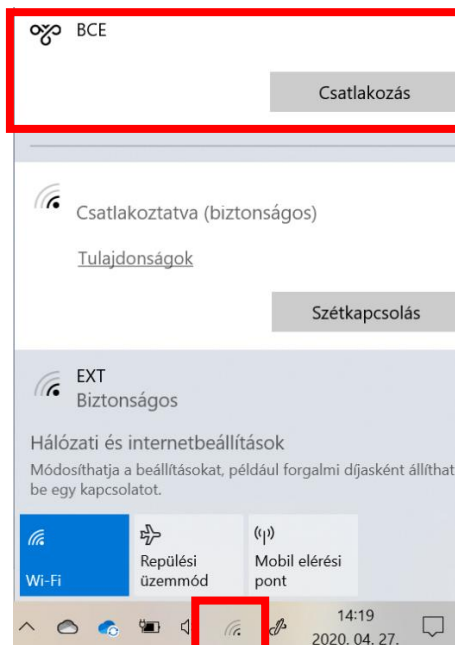 BCE
Csatlakozás
Csatlakoztatva (biztonságos)
Tulajdonságok
Szétkapcsolás
EXT
Biztonságos
Hálózati és internetbeállítások
Módosíthatja a beállításokat, például forgalmi díjasként állíthat
be egy kapcsolatot.
Wi-Fi
Repülési
üzemmód
Mobil elérési
pont
14:19
2020. 04. 27.